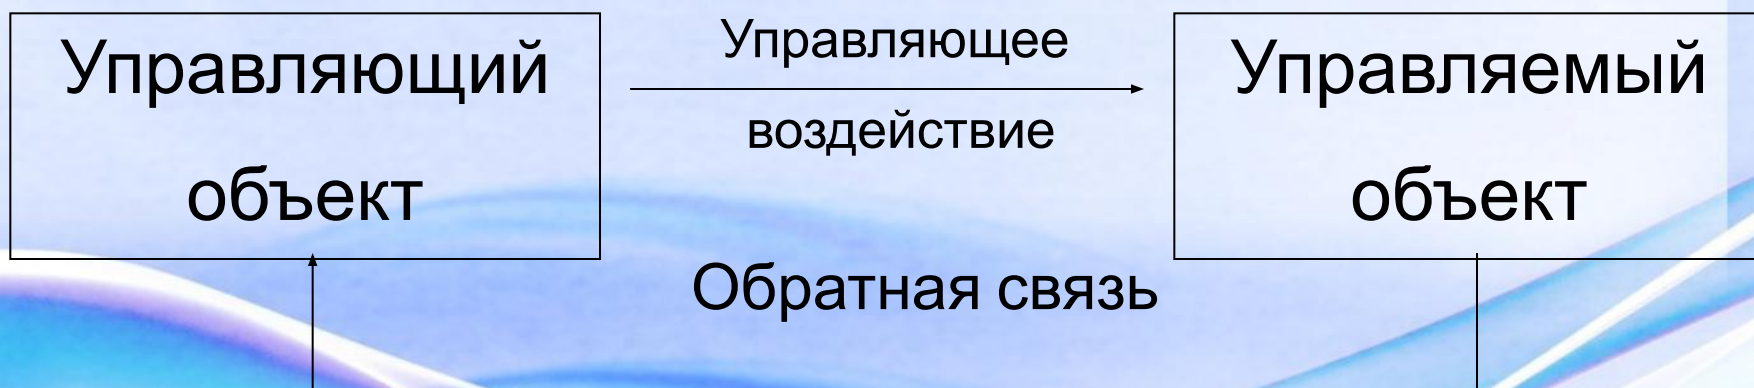 Управляющий
объект
Управляющее
воздействие
Управляемый
объект
Обратная связь